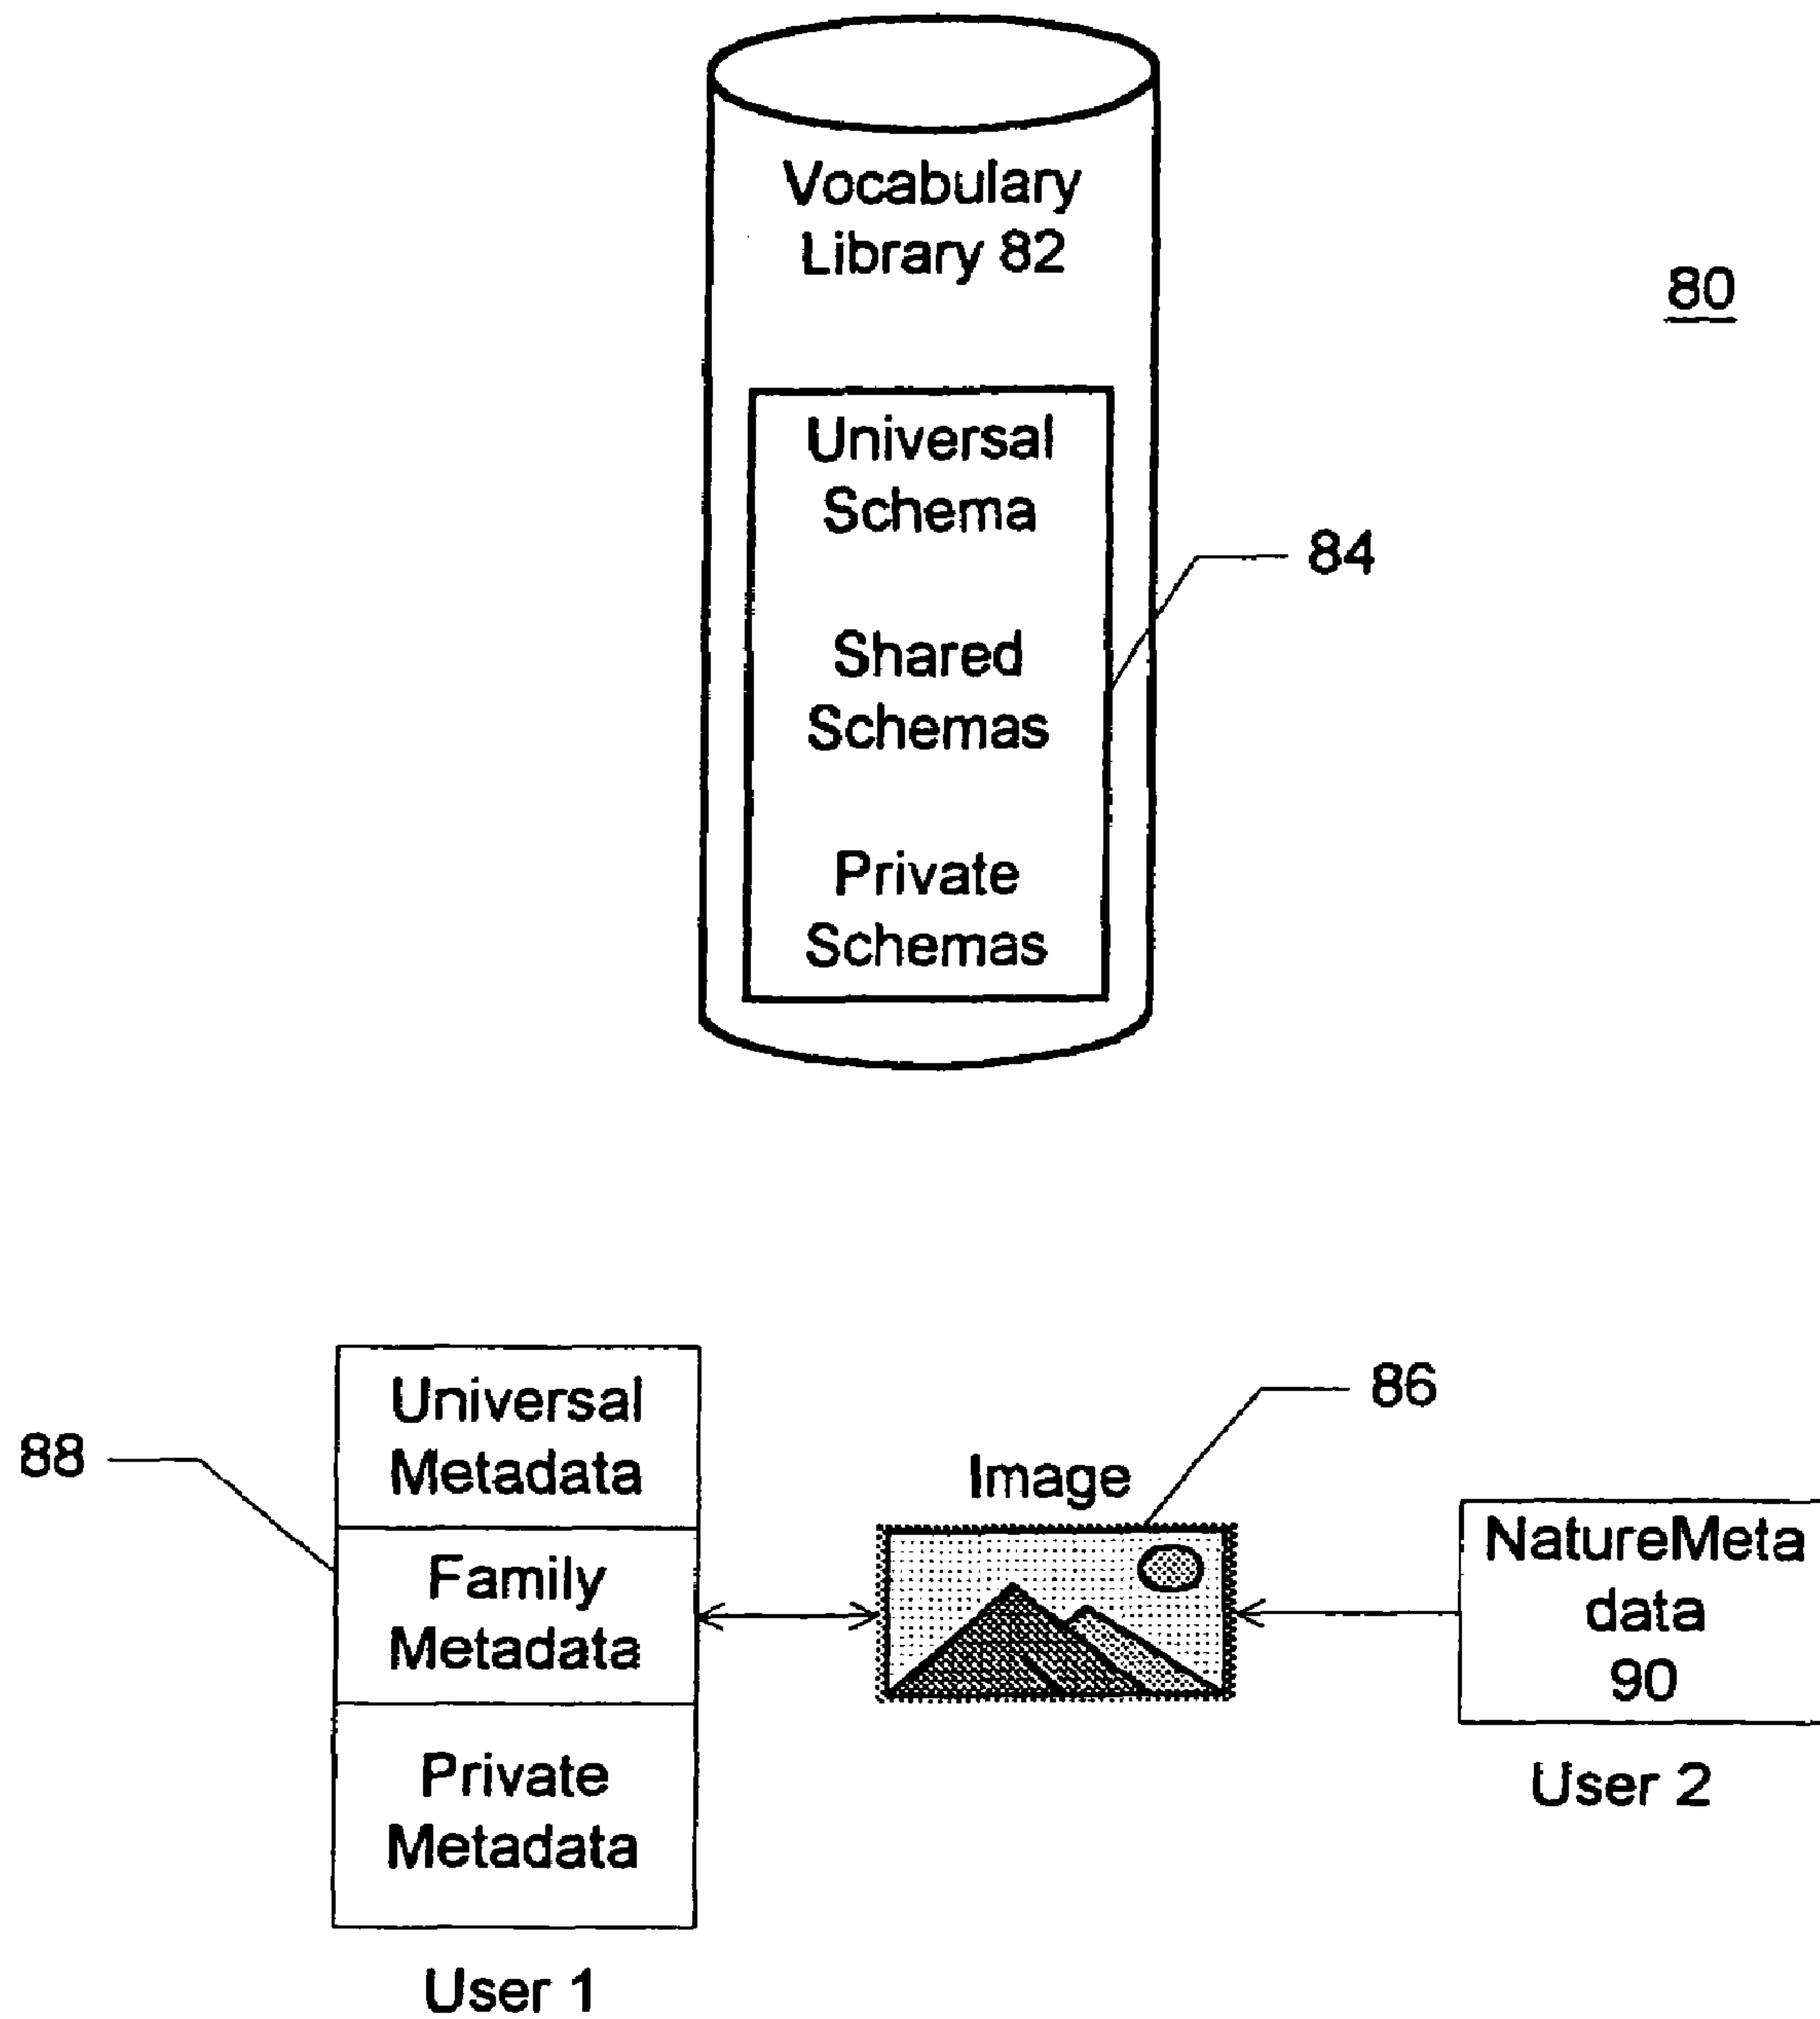 Vocabulary
Library 82
80
Universal
Schema
84
Shared
Schemas
Private
Schemas
86
88
Universal
Metadata
Image
Family
Metadata
NatureMeta
data
90
Private
Metadata
User 2
User 1